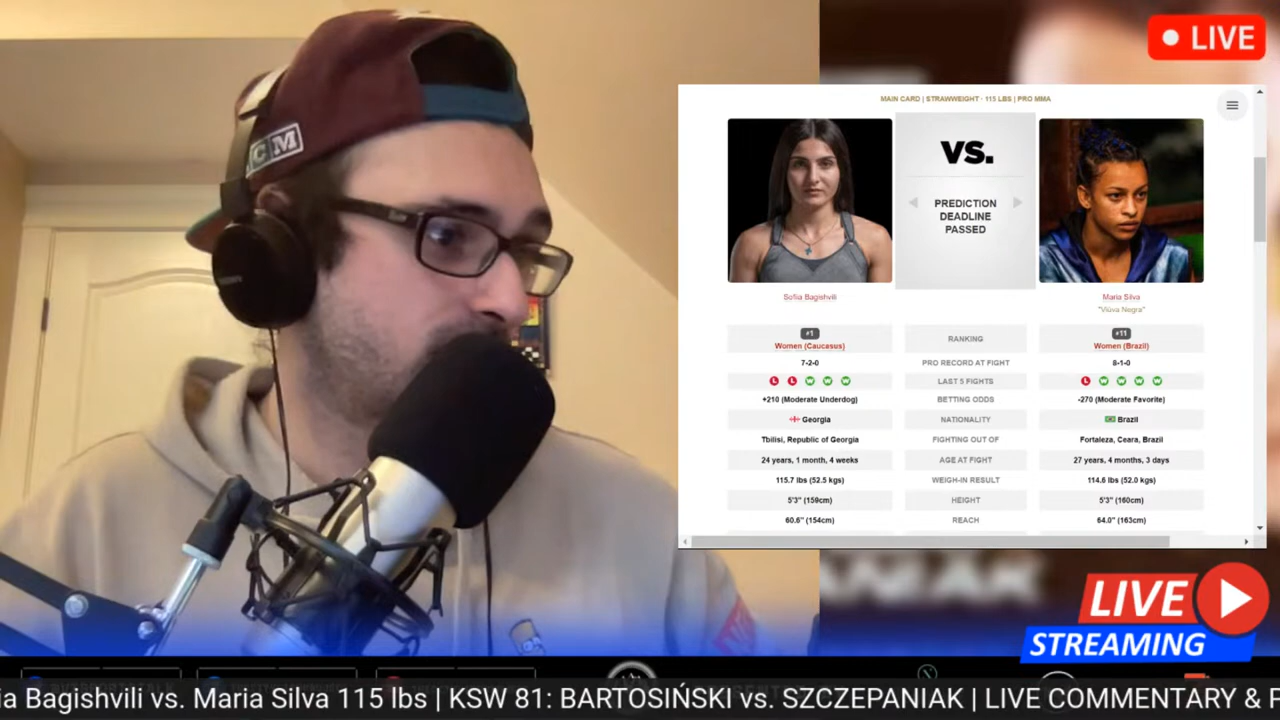 LIVE
MAIN CARD | STRAWWEIGHT · 115 LBS | PRO MMA
CCM
VS.
PREDICTION
DEADLINE
PASSED
Sofiia Bagishvili
Maria Silva
"Viúva Negra"
#1
Women (Caucasus)
RANKING
#11
Women (Brazil)
7-2-0
PRO RECORD AT FIGHT
8-1-0
L L W W W
LAST 5 FIGHTS
L W W W W
+210 (Moderate Underdog)
BETTING ODDS
-270 (Moderate Favorite)
Georgia
NATIONALITY
Brazil
Tbilisi, Republic of Georgia
FIGHTING OUT OF
Fortaleza, Ceara, Brazil
24 years, 1 month, 4 weeks
AGE AT FIGHT
27 years, 4 months, 3 days
115.7 lbs (52.5 kgs)
WEIGH-IN RESULT
114.6 lbs (52.0 kgs)
5'3" (159cm)
HEIGHT
5'3" (160cm)
60.6" (154cm)
REACH
64.0" (163cm)
SONY
ANIAK
LIVE
STREAMING
ia Bagishvili vs. Maria Silva 115 lbs | KSW 81: BARTOSIŃSKI vs. SZCZEPANIAK | LIVE COMMENTARY & F